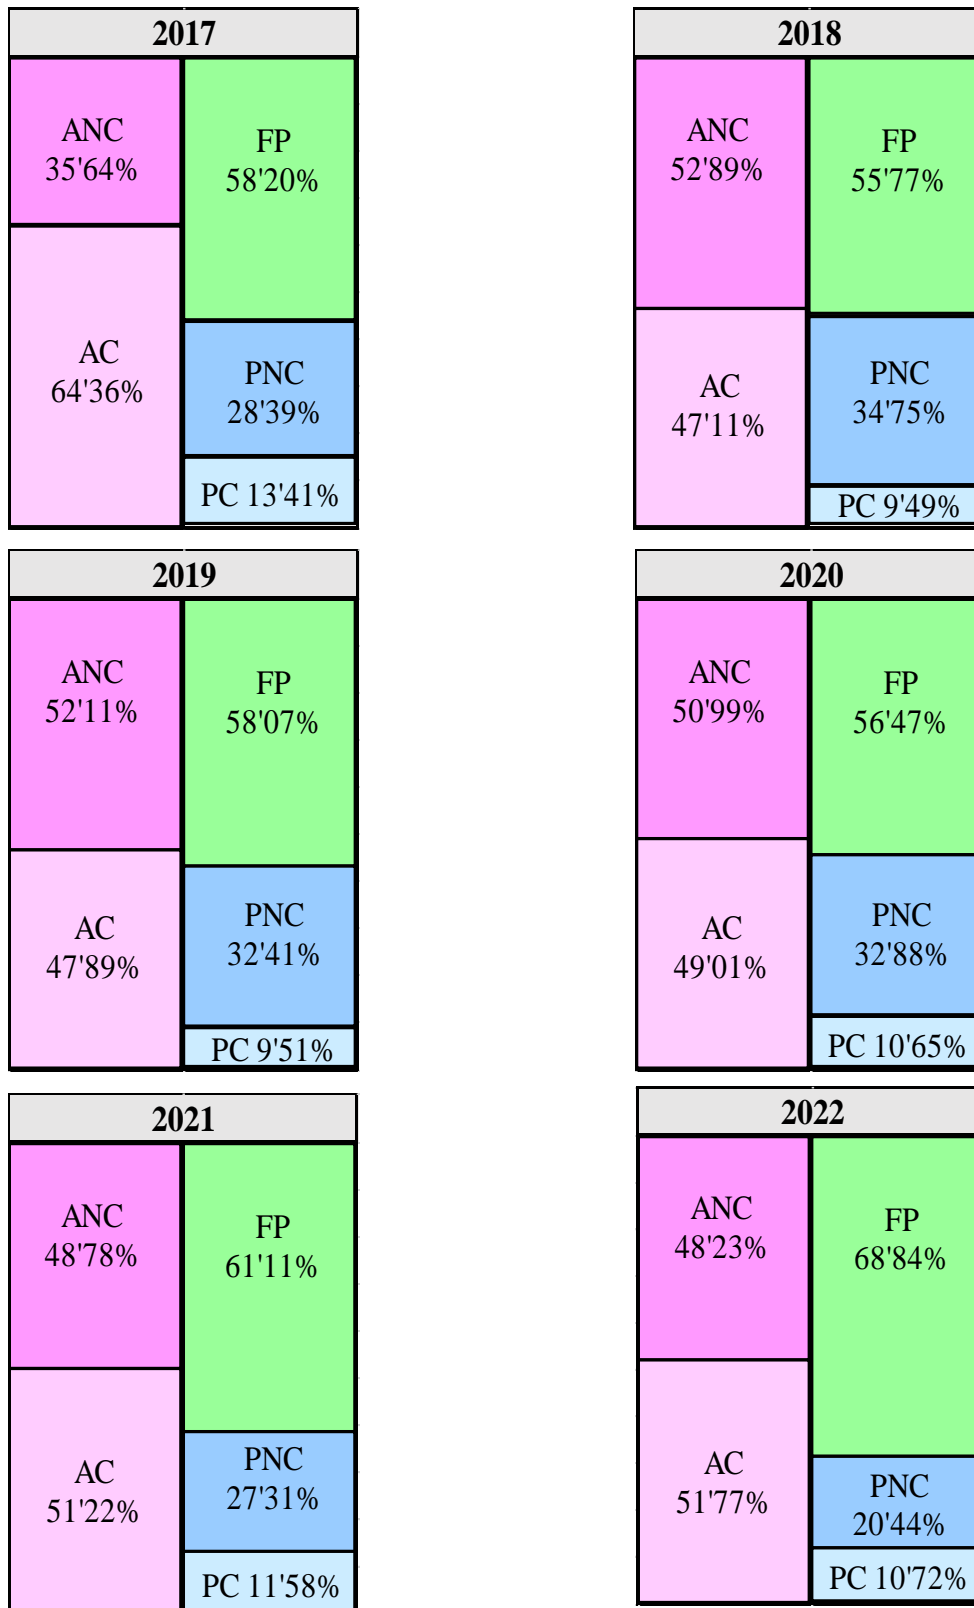 2017
ANC
35'64%
FP
58'20%
AC
64'36%
PNC
28'39%
PC 13'41%
2018
ANC
52'89%
FP
55'77%
AC
47'11%
PNC
34'75%
PC 9'49%
2019
ANC
52'11%
FP
58'07%
AC
47'89%
PNC
32'41%
PC 9'51%
2020
ANC
50'99%
FP
56'47%
AC
49'01%
PNC
32'88%
PC 10'65%
2021
ANC
48'78%
FP
61'11%
AC
51'22%
PNC
27'31%
PC 11'58%
2022
ANC
48'23%
FP
68'84%
AC
51'77%
PNC
20'44%
PC 10'72%